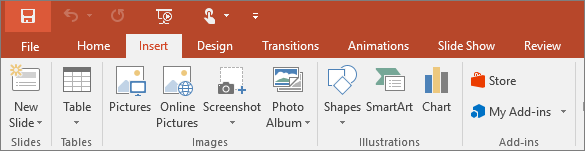 File Home Insert Design Transitions Animations Slide Show Review
New Slide
Table
Pictures
Online Pictures
Screenshot
Photo Album
Shapes
SmartArt
Chart
Store
My Add-ins
Slides Tables Images Illustrations Add-ins